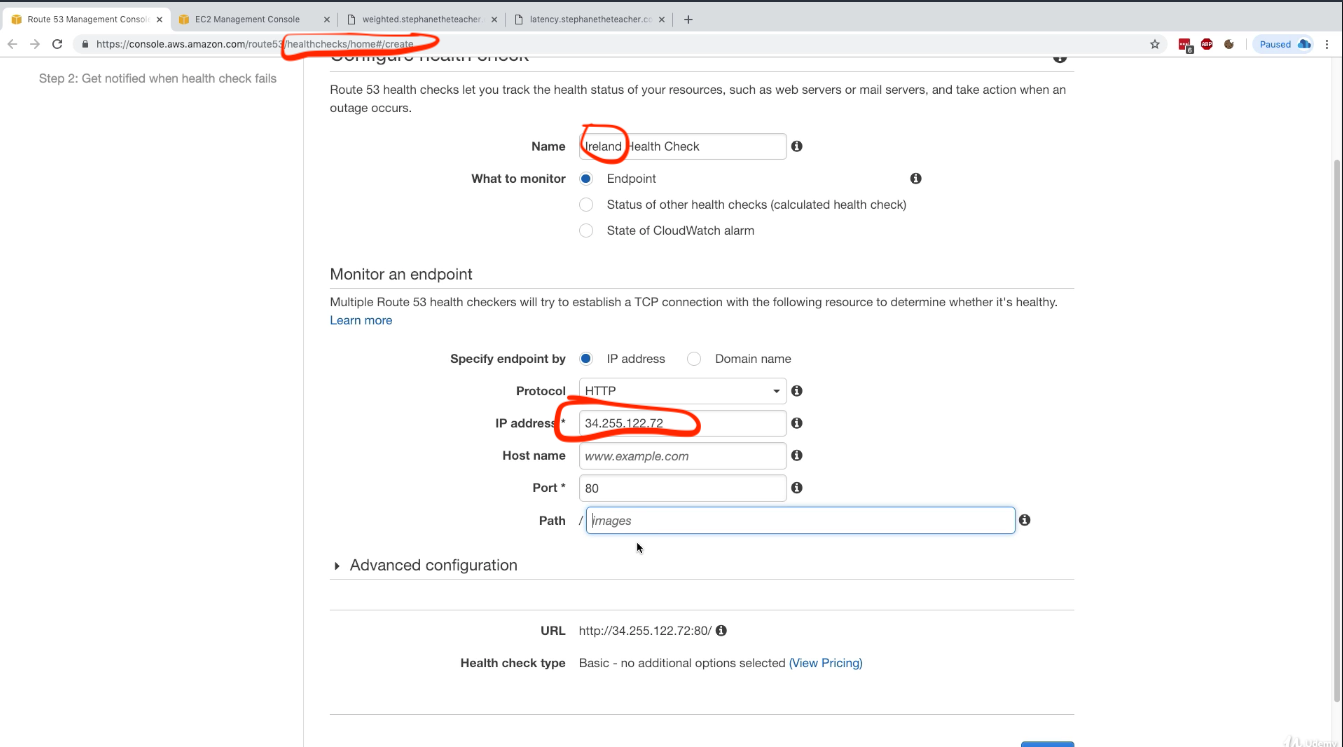 Route 53 Management Console
EC2 Management Console
weighted.stephanetheteacher.
latency.stephanetheteacher.co
https://console.aws.amazon.com/route53/healthchecks/home#/create
ABP
Paused
Step 2: Get notified when health check fails
Configure health check
Route 53 health checks let you track the health status of your resources, such as web servers or mail servers, and take action when an
outage occurs.
Name Ireland Health Check
What to monitor Endpoint
Status of other health checks (calculated health check)
State of CloudWatch alarm
Monitor an endpoint
Multiple Route 53 health checkers will try to establish a TCP connection with the following resource to determine whether it's healthy.
Learn more
Specify endpoint by IP address Domain name
Protocol HTTP
IP address * 34.255.122.72
Host name www.example.com
Port * 80
Path / images
Advanced configuration
URL http://34.255.122.72:80/
Health check type Basic - no additional options selected (View Pricing)
Udemy